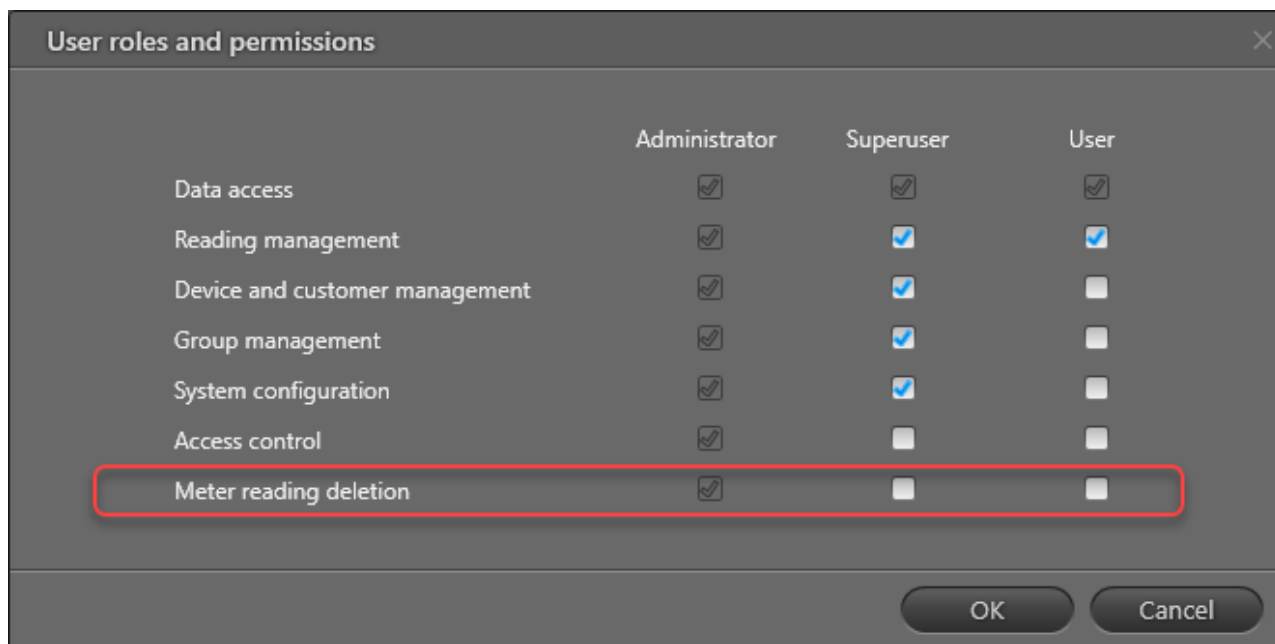 User roles and permissions
Administrator Superuser User
Data access
Reading management
Device and customer management
Group management
System configuration
Access control
Meter reading deletion
OK Cancel